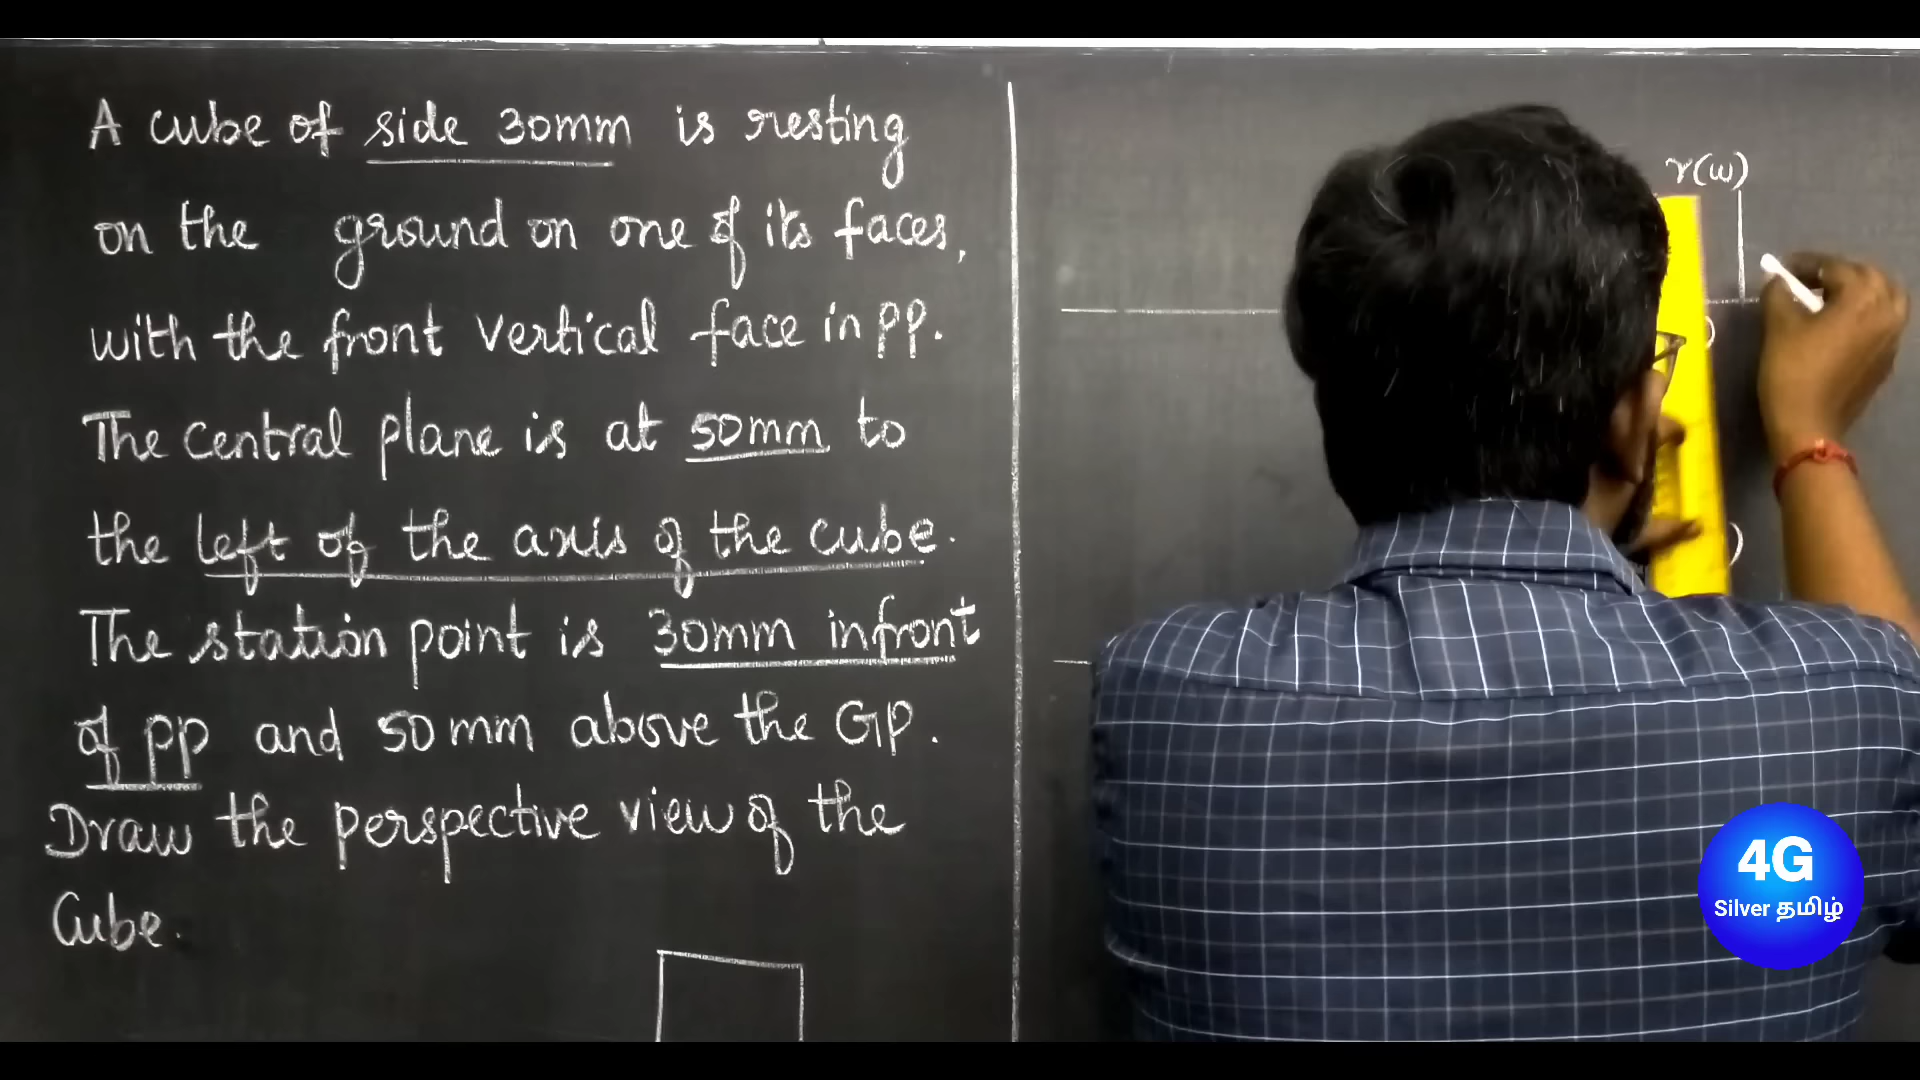 A cube of side 30mm is resting
on the ground on one of its faces,
with the front vertical face in PP.
The central plane is at 50mm to
the left of the axis of the cube.
The station point is 30mm infront
of pp and 50mm above the GP.
Draw the perspective view of the
Cube.
r(w)
4G
Silver தமிழ்